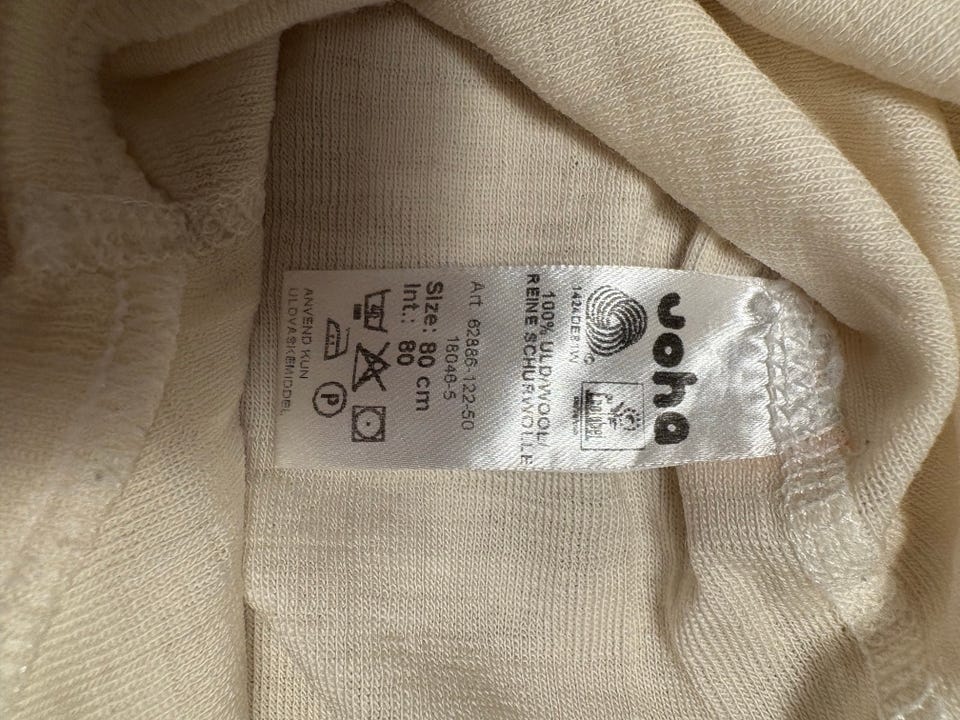 Joha
100% ULD/WOOL/
REINE SCHURWOLLE
Art. 62886-122-50
18046-5
Size: 80 cm
Int.: 80
P
ANVEND KUN
ULDVASKEMIDDEL